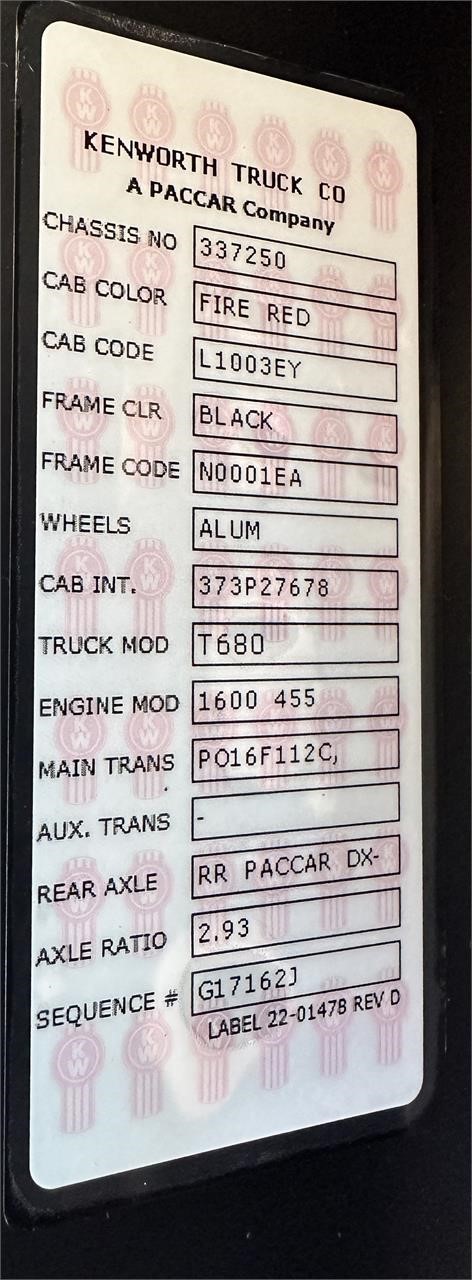 KENWORTH TRUCK CO
A PACCAR Company
CHASSIS NO 337250
CAB COLOR FIRE RED
CAB CODE L1003EY
FRAME CLR BLACK
FRAME CODE N0001EA
WHEELS ALUM
CAB INT. 373P27678
TRUCK MOD T680
ENGINE MOD 1600 455
MAIN TRANS PO16F112C,
AUX. TRANS -
REAR AXLE RR PACCAR DX-
AXLE RATIO 2.93
SEQUENCE # G17162J
LABEL 22-01478 REV D